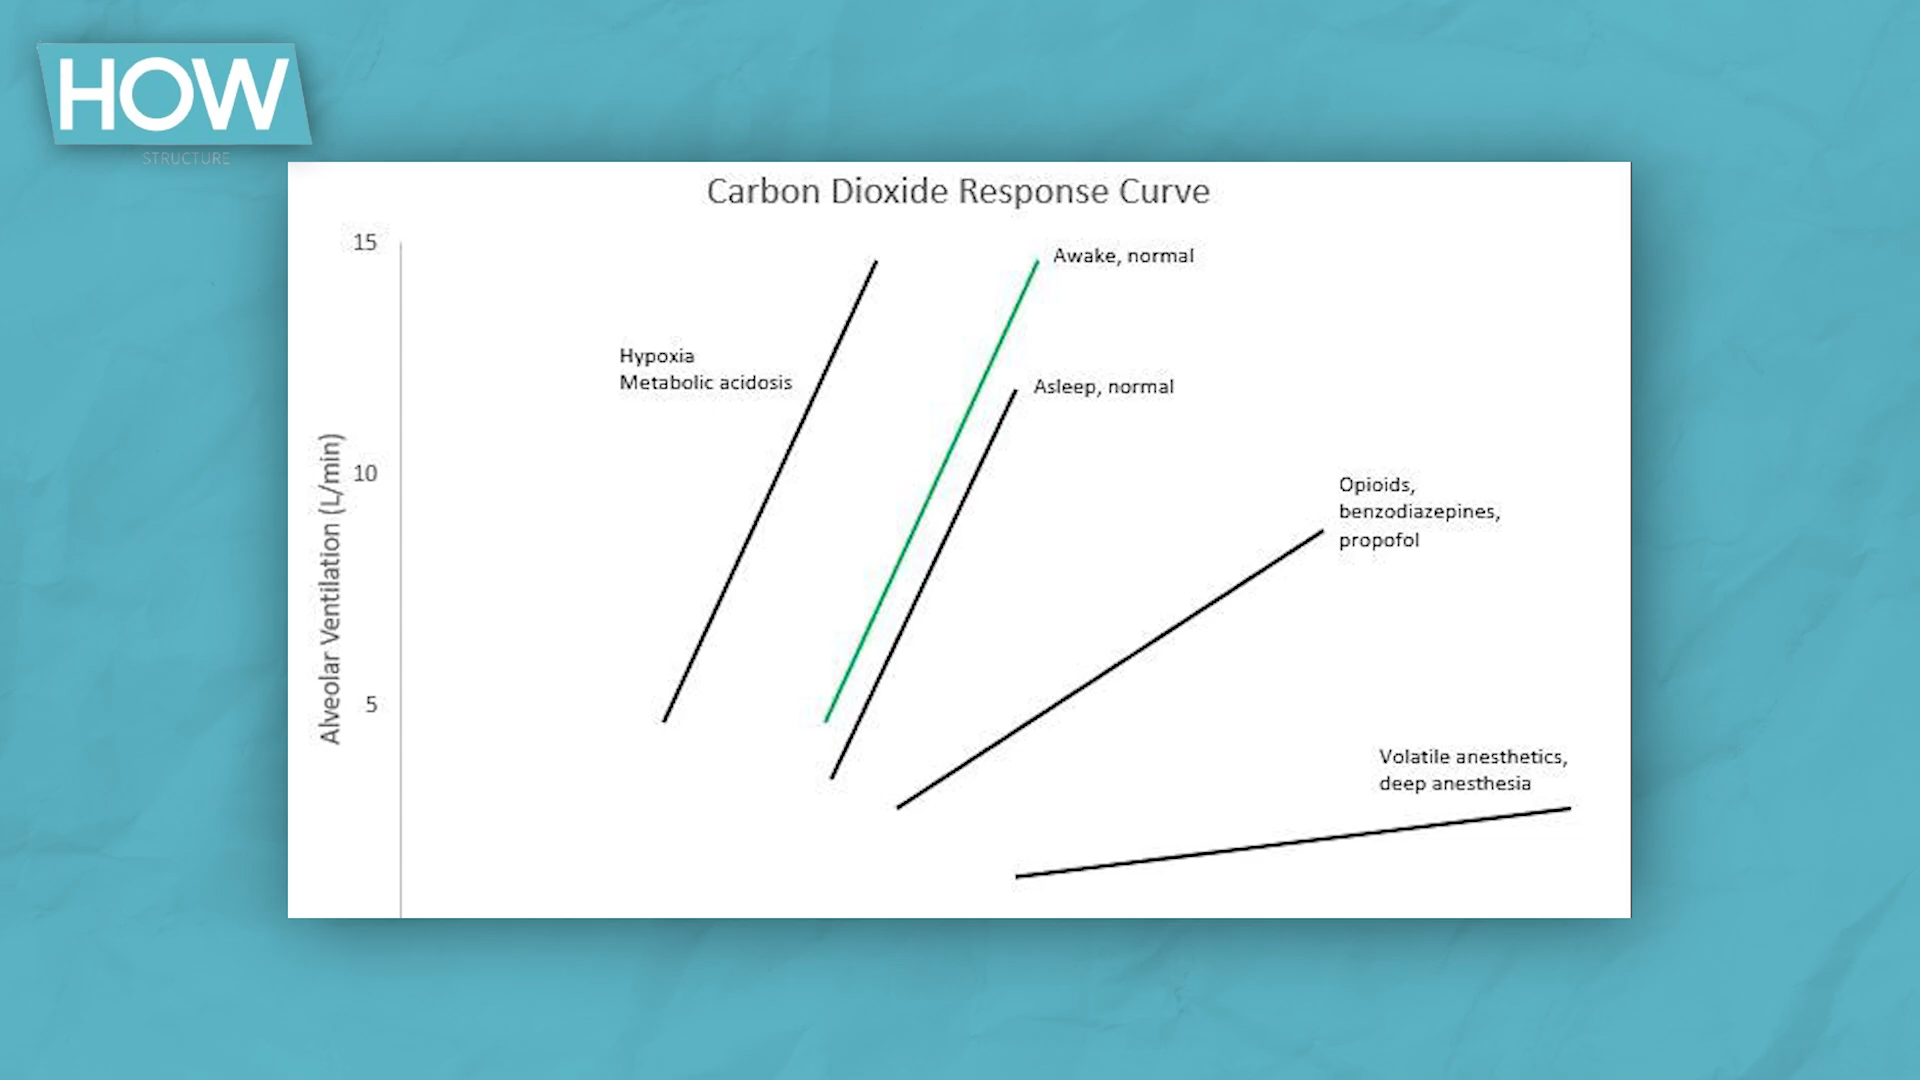 HOW
STRUCTURE
Carbon Dioxide Response Curve
15
Awake, normal
Hypoxia
Metabolic acidosis
Asleep, normal
Alveolar Ventilation (L/min)
10
Opioids,
benzodiazepines,
propofol
5
Volatile anesthetics,
deep anesthesia